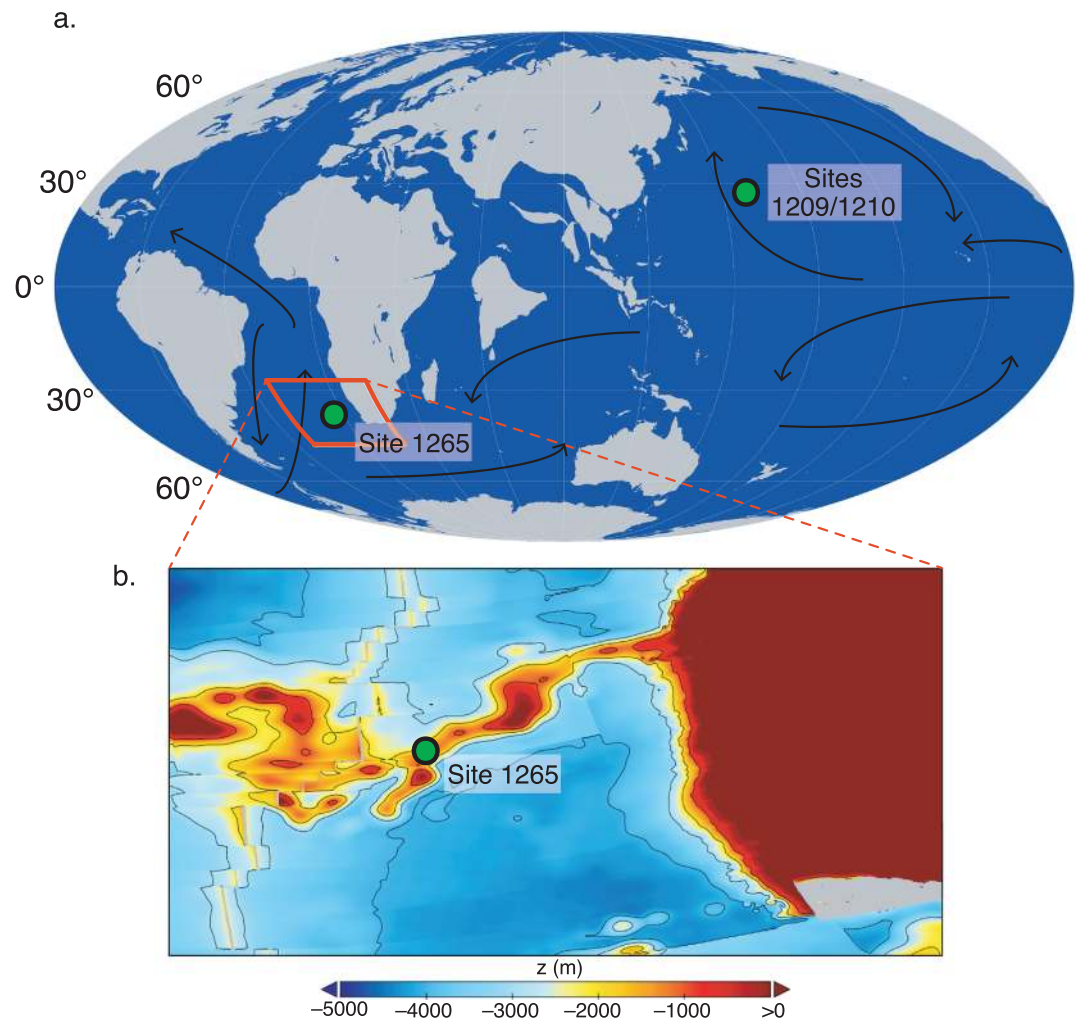 a.
60°
30°
0°
30°
60°
Sites
1209/1210
Site 1265
b.
Site 1265
z (m)
–5000 –4000 –3000 –2000 –1000 >0